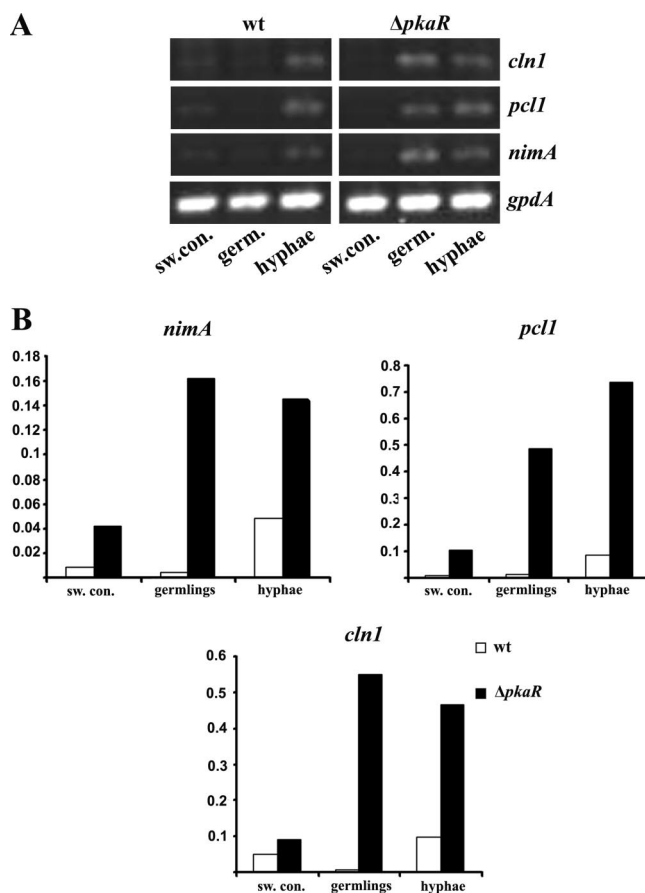 A
wt
ΔpkaR
cln1
pcl1
nimA
gpdA
sw.con.
germ.
hyphae
sw.con.
germ.
hyphae
B
nimA
0.18
0.16
0.14
0.12
0.1
0.08
0.06
0.04
0.02
sw. con.
germlings
hyphae
pcl1
0.8
0.7
0.6
0.5
0.4
0.3
0.2
0.1
sw. con.
germlings
hyphae
cln1
0.6
0.5
0.4
0.3
0.2
0.1
sw. con.
germlings
hyphae
wt
ΔpkaR